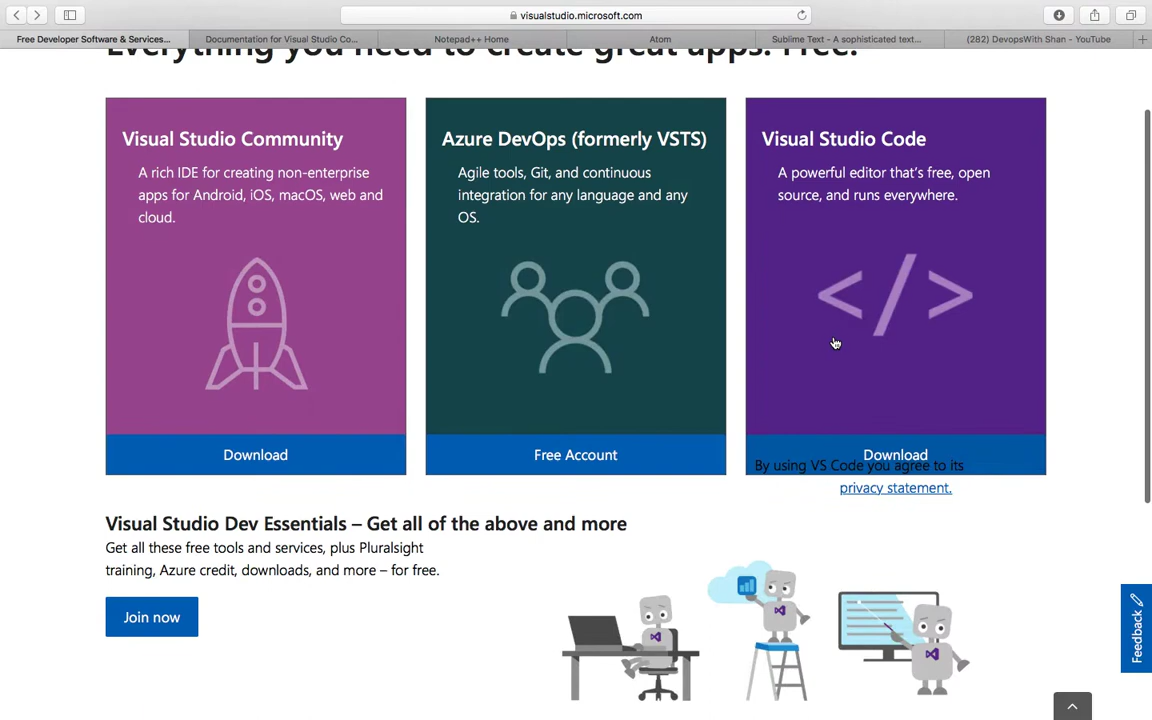 visualstudio.microsoft.com
Free Developer Software & Services...
Documentation for Visual Studio Co...
Notepad++ Home
Atom
Sublime Text - A sophisticated text...
(282) DevopsWith Shan - YouTube
Everything you need to create great apps. Free.
Visual Studio Community
A rich IDE for creating non-enterprise
apps for Android, iOS, macOS, web and
cloud.
Download
Azure DevOps (formerly VSTS)
Agile tools, Git, and continuous
integration for any language and any
OS.
Free Account
Visual Studio Code
A powerful editor that's free, open
source, and runs everywhere.
Download
By using VS Code you agree to its
privacy statement.
Visual Studio Dev Essentials – Get all of the above and more
Get all these free tools and services, plus Pluralsight
training, Azure credit, downloads, and more – for free.
Join now
Feedback